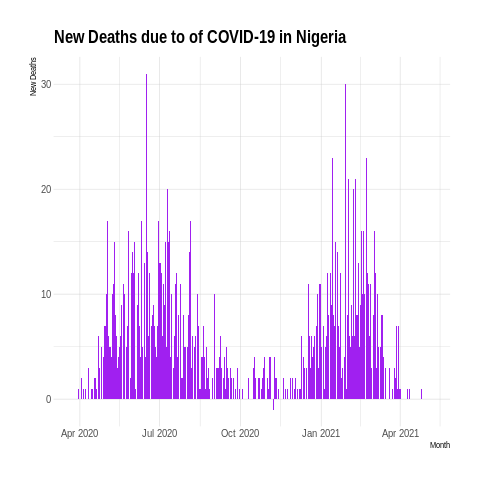 New Deaths due to of COVID-19 in Nigeria
New Deaths
30
20
10
0
Apr 2020 Jul 2020 Oct 2020 Jan 2021 Apr 2021
Month